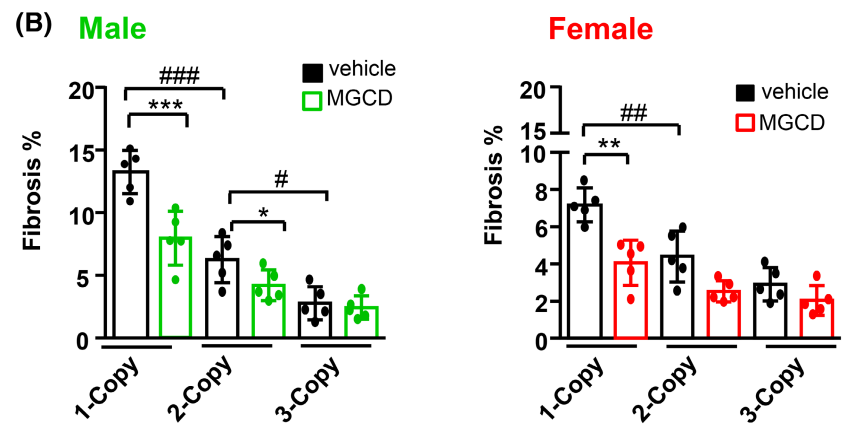 (B) Male
Female
Fibrosis %
20
15
10
5
0
###
***
#
*
vehicle
MGCD
1-Copy
2-Copy
3-Copy
Fibrosis %
20
15
10
8
6
4
2
0
##
**
vehicle
MGCD
1-Copy
2-Copy
3-Copy